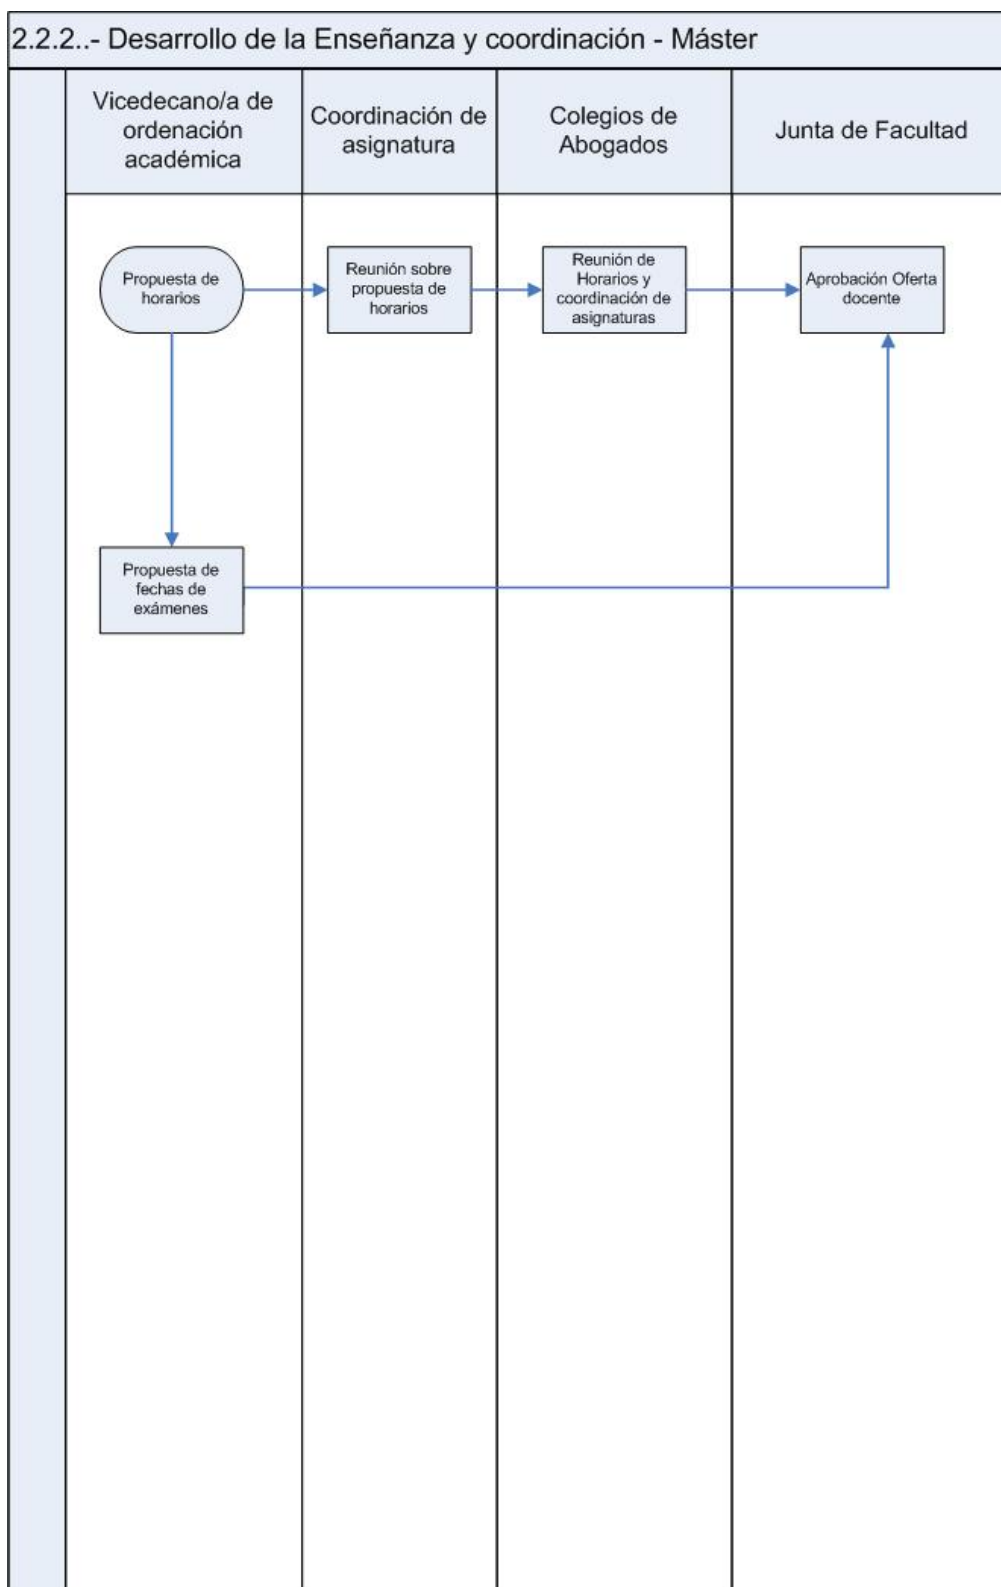 2.2.2..- Desarrollo de la Enseñanza y coordinación - Máster
Vicedecano/a de
ordenación
académica
Coordinación de
asignatura
Colegios de
Abogados
Junta de Facultad
Propuesta de
horarios
Reunión sobre
propuesta de
horarios
Reunión de
Horarios y
coordinación de
asignaturas
Aprobación Oferta
docente
Propuesta de
fechas de
exámenes